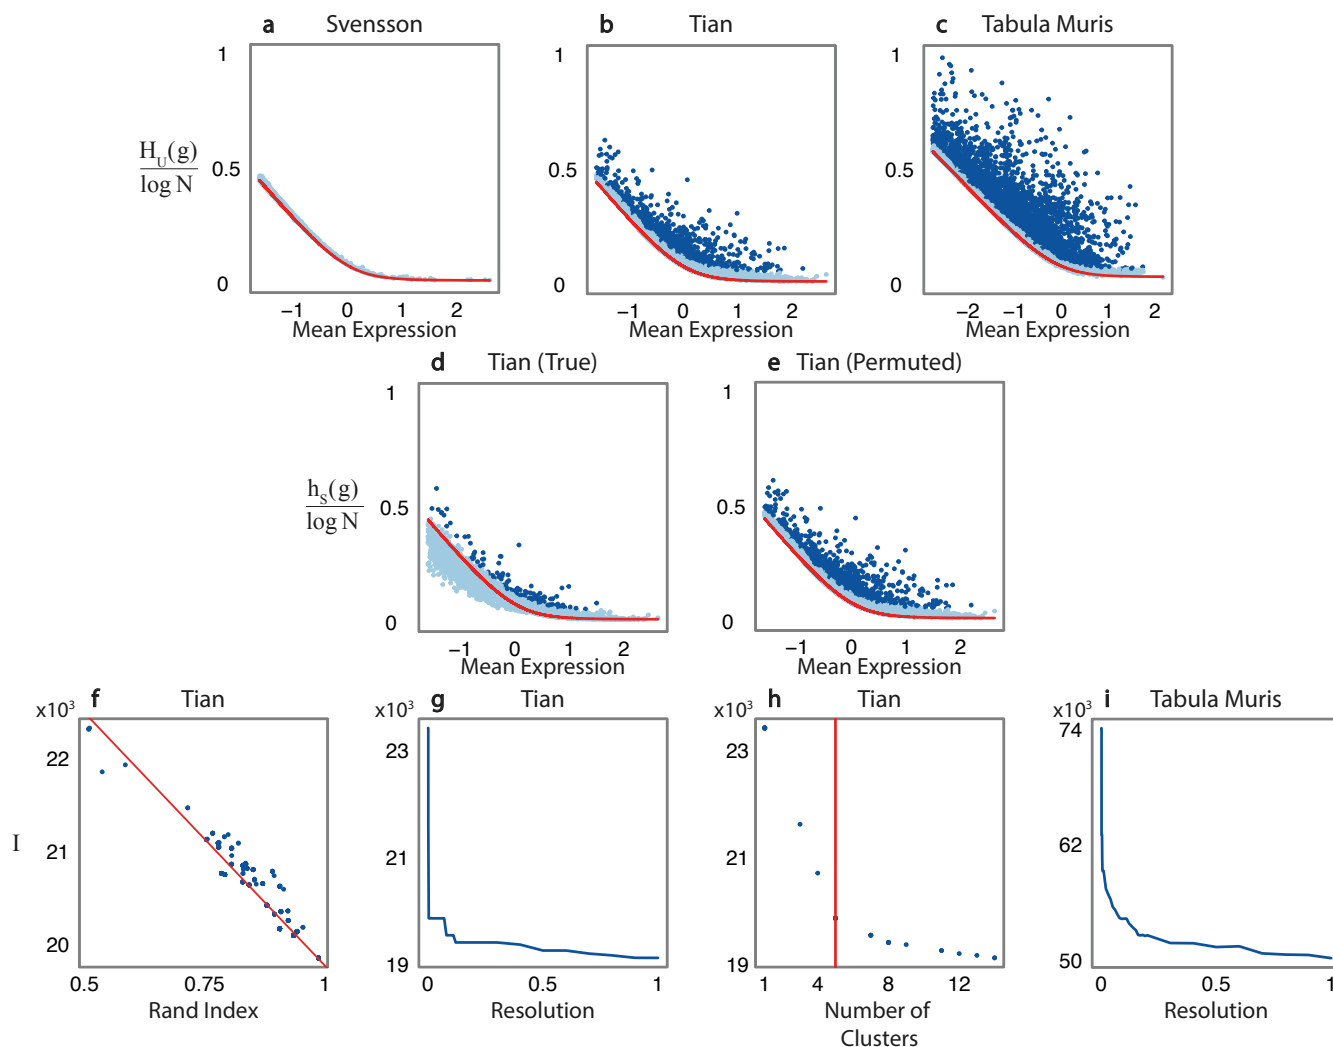 a Svensson
b Tian
c Tabula Muris
1
0.5
0
1
0.5
0
1
0.5
0
H_U(g)
log N
−1 0 1 2
−1 0 1 2
−2 −1 0 1 2
Mean Expression
Mean Expression
Mean Expression
d Tian (True)
e Tian (Permuted)
1
0.5
0
1
0.5
0
h_S(g)
log N
−1 0 1 2
−1 0 1 2
Mean Expression
Mean Expression
f Tian
g Tian
h Tian
i Tabula Muris
x10³
22
21
20
I
0.5 0.75 1
Rand Index
x10³
23
21
19
0 0.5 1
Resolution
x10³
23
21
19
1 4 8 12
Number of
Clusters
x10³
74
62
50
0 0.5 1
Resolution